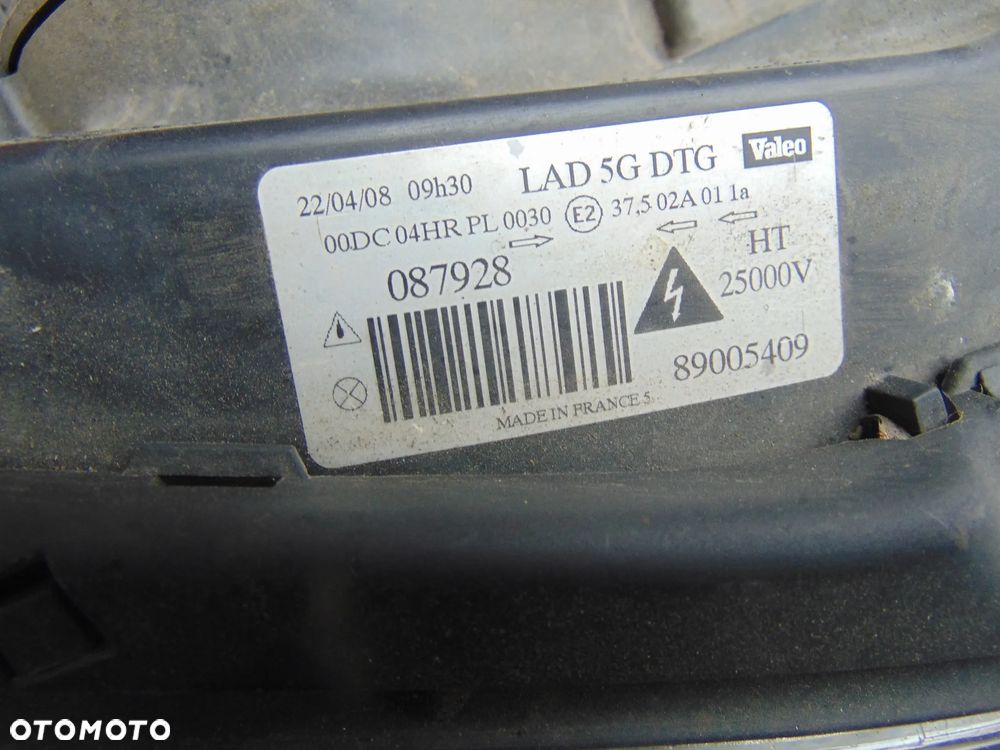 22/04/08 09h30 LAD 5G DTG Valeo
00DC 04HR PL 0030 E2 37,5 02A 01 1a
087928 HT
25000V
89005409
MADE IN FRANCE 5
OTOMOTO